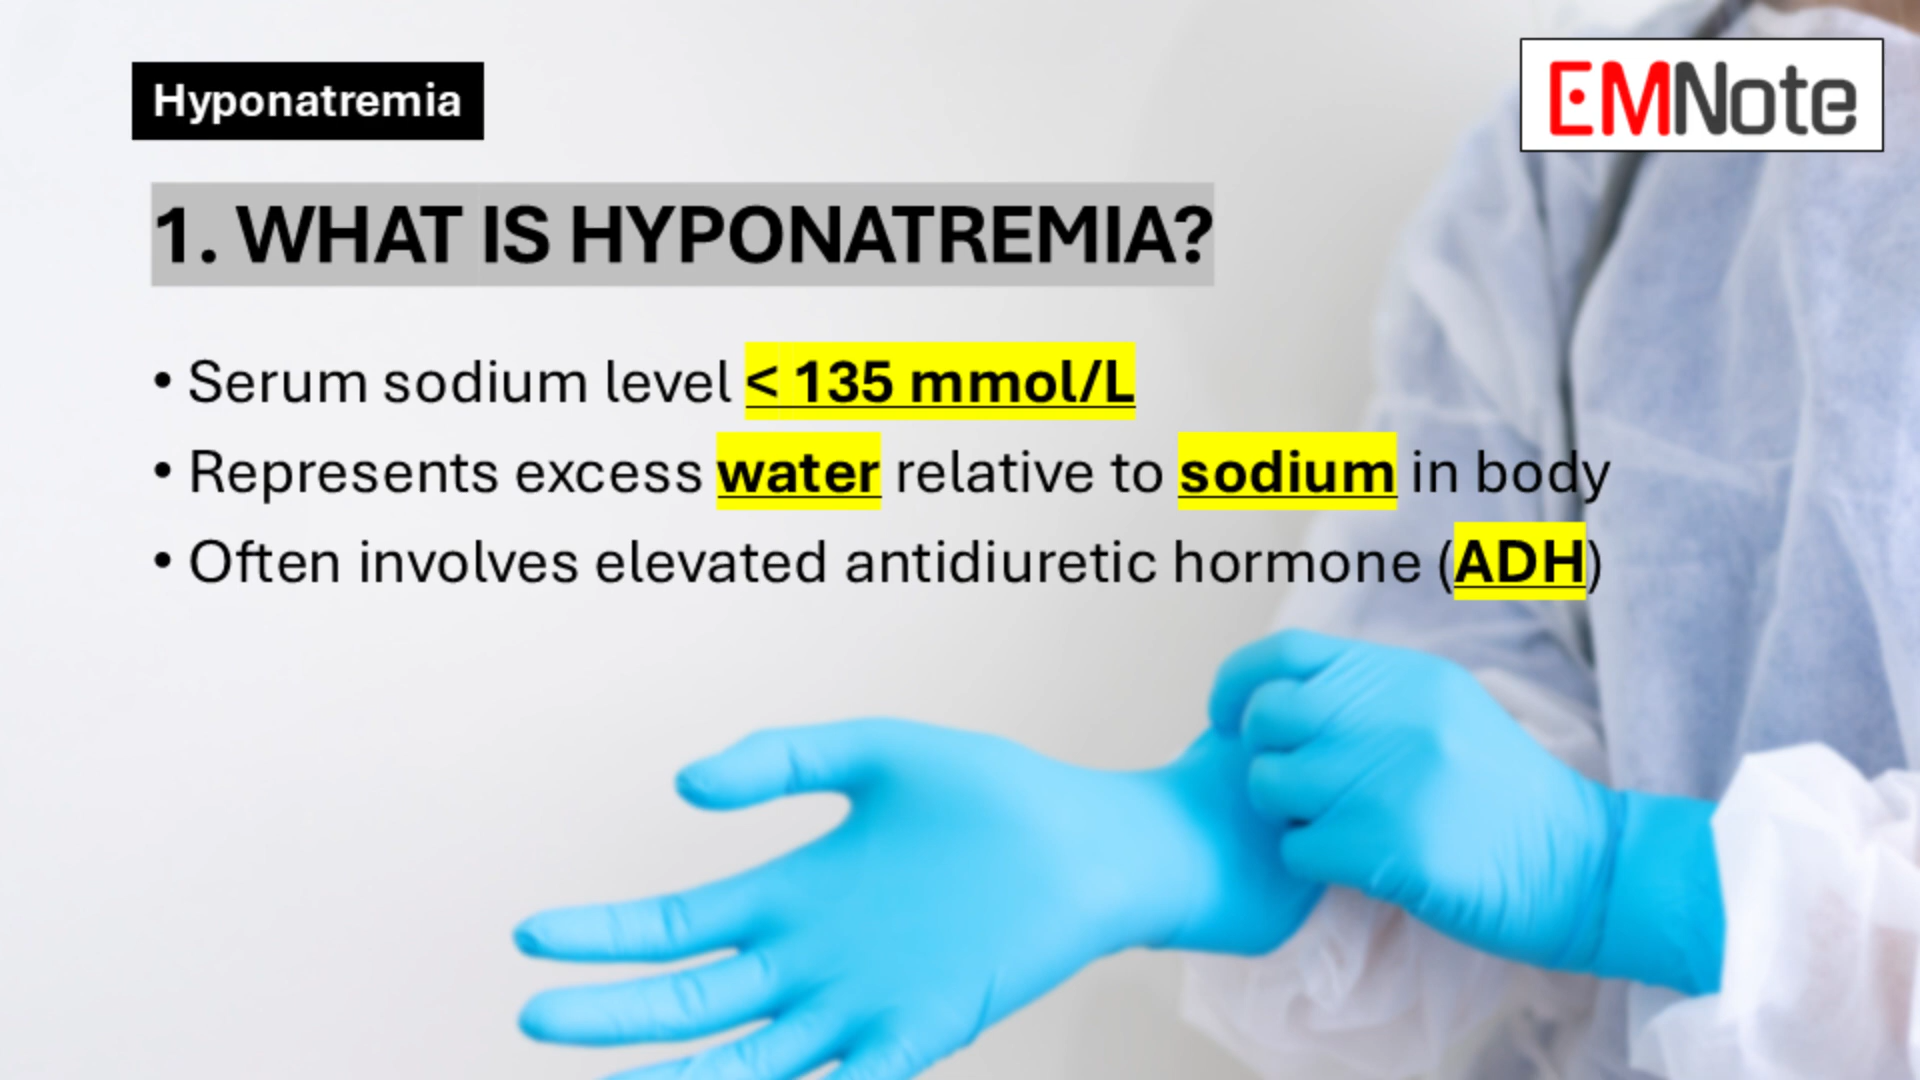 Hyponatremia
EMNote
1. WHAT IS HYPONATREMIA?
• Serum sodium level < 135 mmol/L
• Represents excess water relative to sodium in body
• Often involves elevated antidiuretic hormone (ADH)